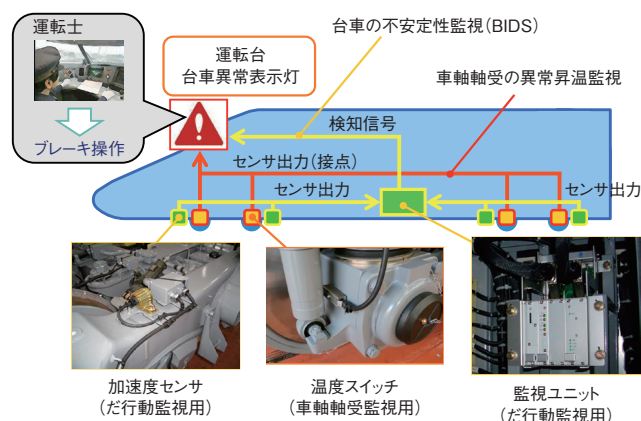 運転士
ブレーキ操作
運転台
台車異常表示灯
台車の不安定性監視(BIDS)
車軸軸受の異常昇温監視
検知信号
センサ出力(接点)
センサ出力
センサ出力
加速度センサ
(だ行動監視用)
温度スイッチ
(車軸軸受監視用)
監視ユニット
(だ行動監視用)